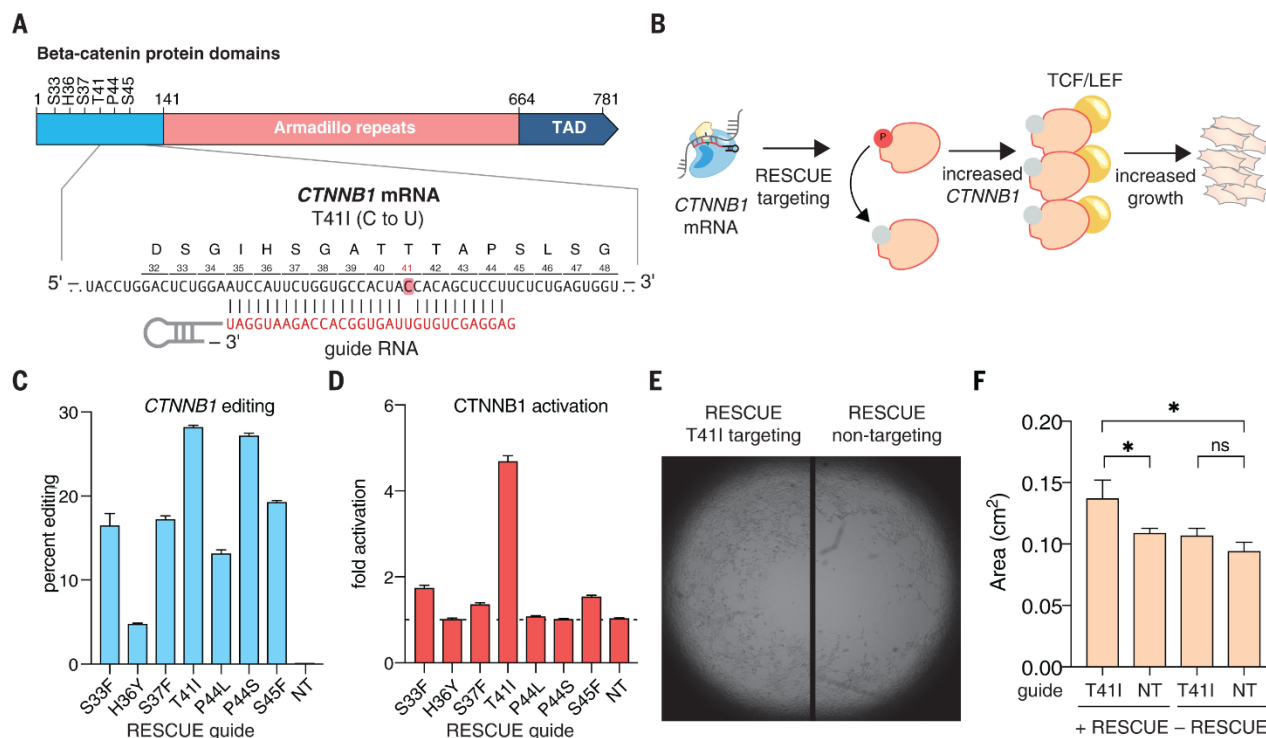 A
Beta-catenin protein domains
S33
H36
S37
T41
P44
S45
1
141
664
781
Armadillo repeats
TAD
CTNNB1 mRNA
T41I (C to U)
D S G I H S G A T T T A P S L S G
32 33 34 35 36 37 38 39 40 41 42 43 44 45 46 47 48
5' - ..UACCUGGACUCUGGAAUCCAUUCUGGUGCCACUACCACAGCUCCUUCUCUGAGUGGU.. - 3'
UAGGUAAGACCACGGUGAUUGUGUCGAGGAG
– 3'
guide RNA
B
TCF/LEF
P
CTNNB1
mRNA
RESCUE
targeting
increased
CTNNB1
increased
growth
C
CTNNB1 editing
percent editing
30
20
10
0
S33F
H36Y
S37F
T41I
P44L
P44S
S45F
NT
RESCUE guide
D
CTNNB1 activation
fold activation
6
4
2
0
S33F
H36Y
S37F
T41I
P44L
P44S
S45F
NT
RESCUE guide
E
RESCUE
T41I targeting
RESCUE
non-targeting
F
Area (cm²)
0.20
0.15
0.10
0.05
0.00
*
*
ns
guide T41I NT T41I NT
+ RESCUE – RESCUE